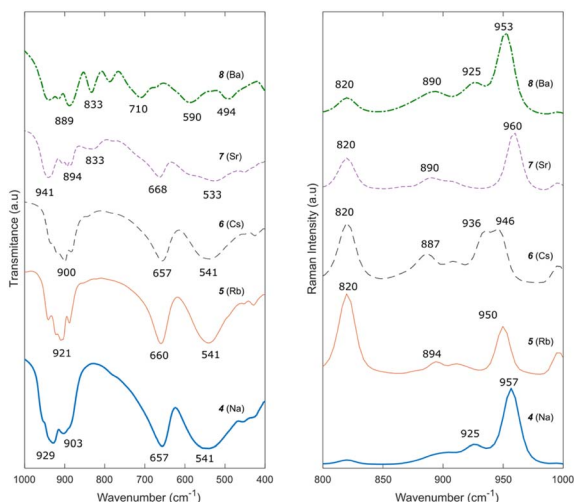 8 (Ba)
889
833
710
590
494
7 (Sr)
833
941
894
668
533
6 (Cs)
900
657
541
5 (Rb)
921
660
541
4 (Na)
929
903
657
541
Transmitance (a.u)
1000 900 800 700 600 500 400
Wavenumber (cm-1)
953
820
890
925
8 (Ba)
960
820
890
7 (Sr)
820
936
946
887
6 (Cs)
820
950
894
5 (Rb)
957
925
4 (Na)
Raman Intensity (a.u)
800 850 900 950 1000
Wavenumber (cm-1)